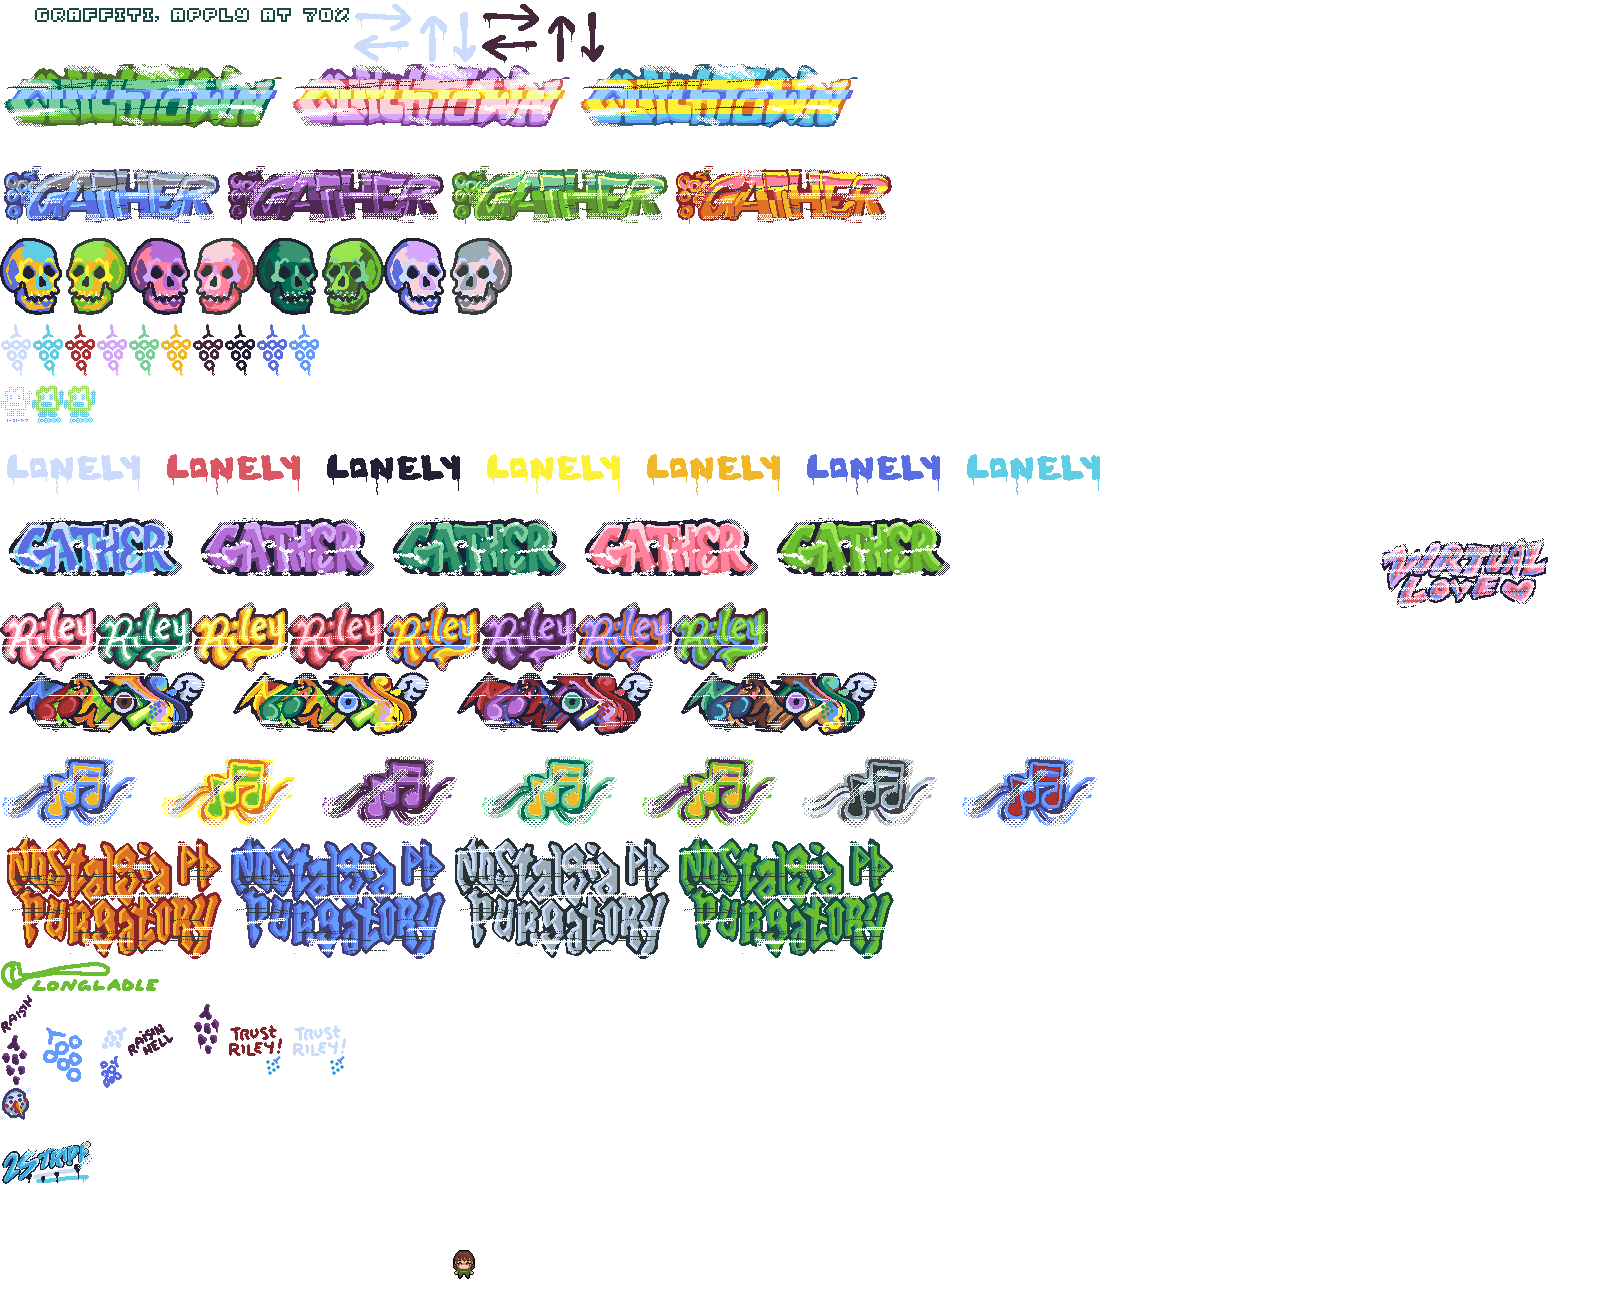 GRAFFITI, APPLY AT 70%
GATHER GATHER GATHER GATHER
LONELY LONELY LONELY LONELY LONELY LONELY LONELY
GATHER GATHER GATHER GATHER GATHER
VIRTUAL
LOVE
Riley Riley Riley Riley Riley Riley Riley Riley
NOStalgia Pt NOStalgia Pt NOStalgia Pt NOStalgia Pt
PURgatORY PURgatORY PURgatORY PURgatORY
LONGLADLE
RAISIN
RAiSiN
NELL
TRUST
RILEY!
TRUST
RILEY!